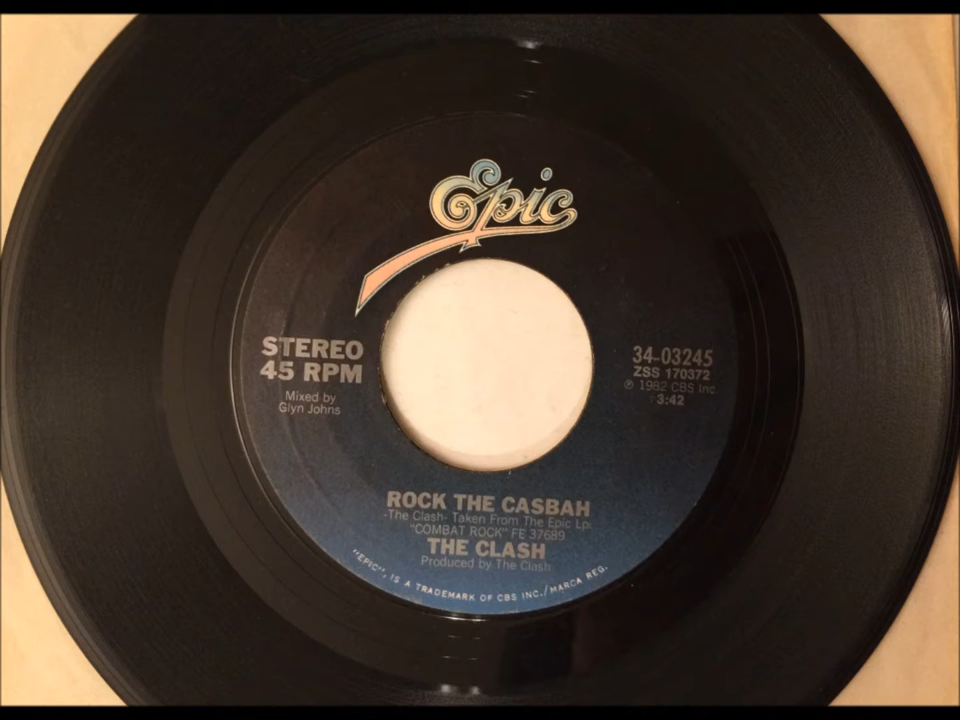 Epic
STEREO
45 RPM
Mixed by
Glyn Johns
34-03245
ZSS 170372
℗ 1982 CBS Inc.
3:42
ROCK THE CASBAH
-The Clash- Taken From The Epic Lp:
"COMBAT ROCK" FE 37689
THE CLASH
Produced by The Clash
"EPIC", IS A TRADEMARK OF CBS INC./MARCA REG.